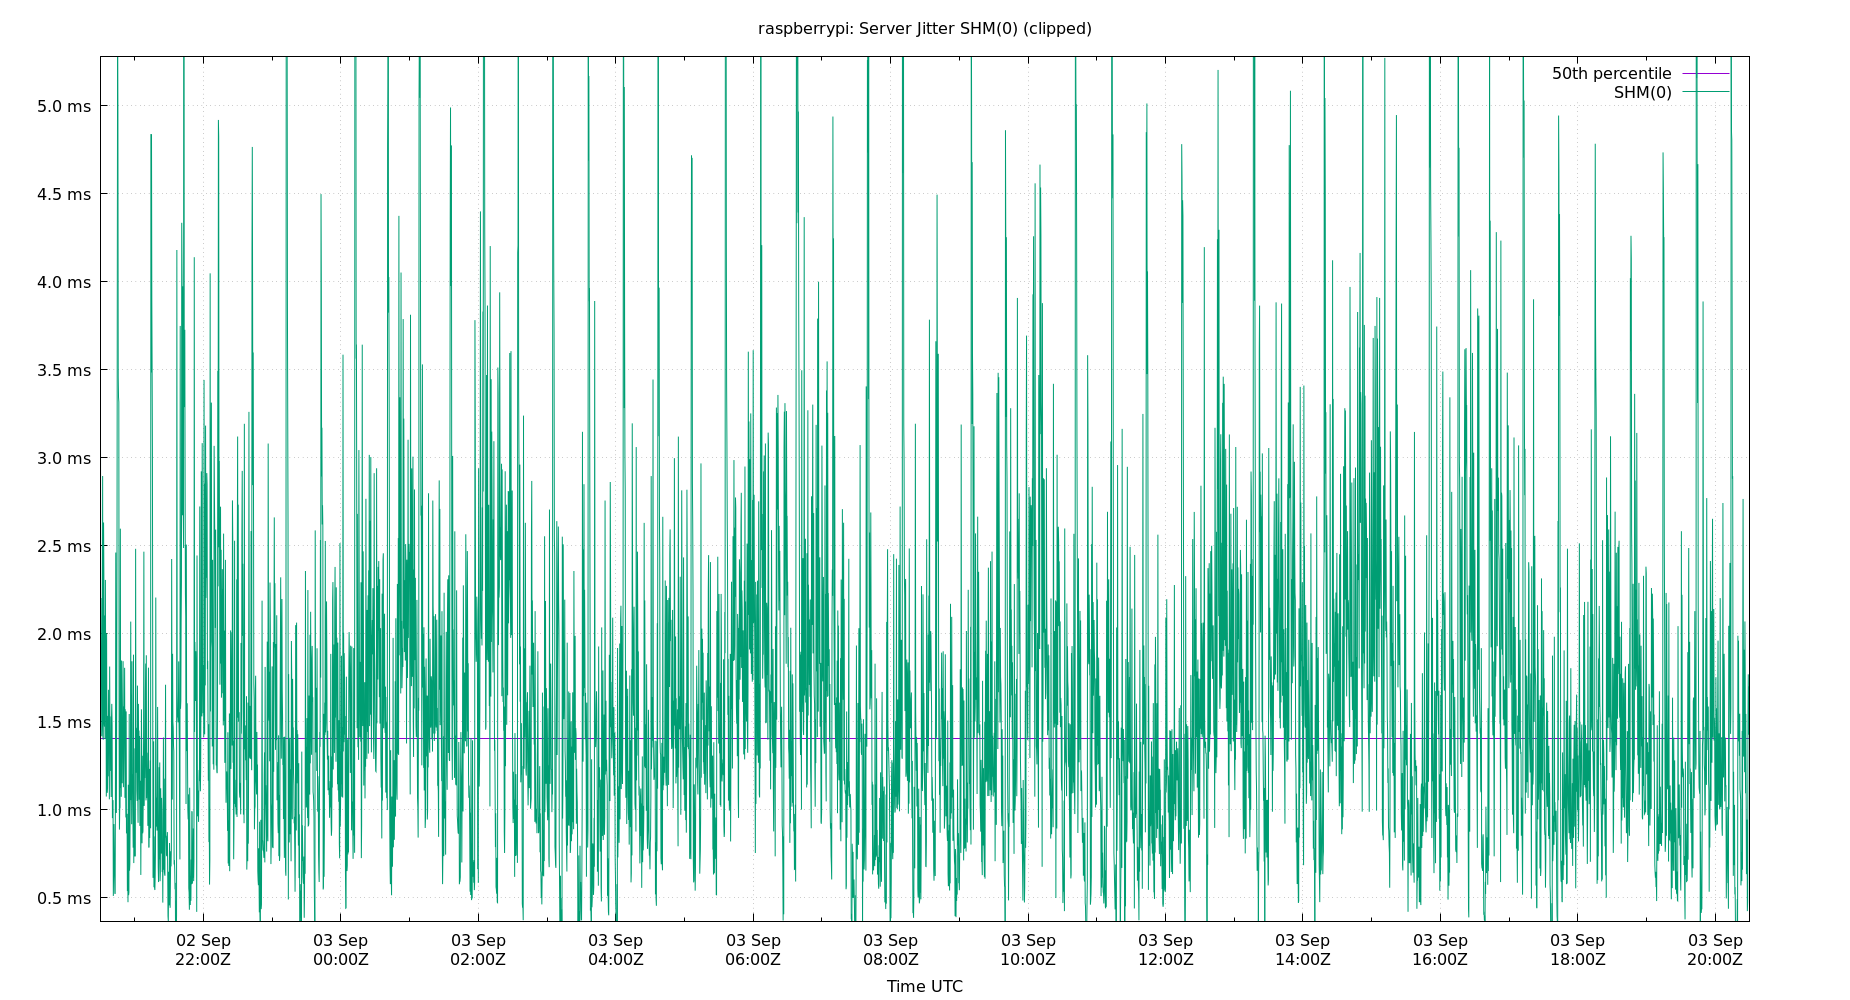 raspberrypi: Server Jitter SHM(0) (clipped)
50th percentile
SHM(0)
5.0 ms
4.5 ms
4.0 ms
3.5 ms
3.0 ms
2.5 ms
2.0 ms
1.5 ms
1.0 ms
0.5 ms
02 Sep 03 Sep 03 Sep 03 Sep 03 Sep 03 Sep 03 Sep 03 Sep 03 Sep 03 Sep 03 Sep 03 Sep
22:00Z 00:00Z 02:00Z 04:00Z 06:00Z 08:00Z 10:00Z 12:00Z 14:00Z 16:00Z 18:00Z 20:00Z
Time UTC